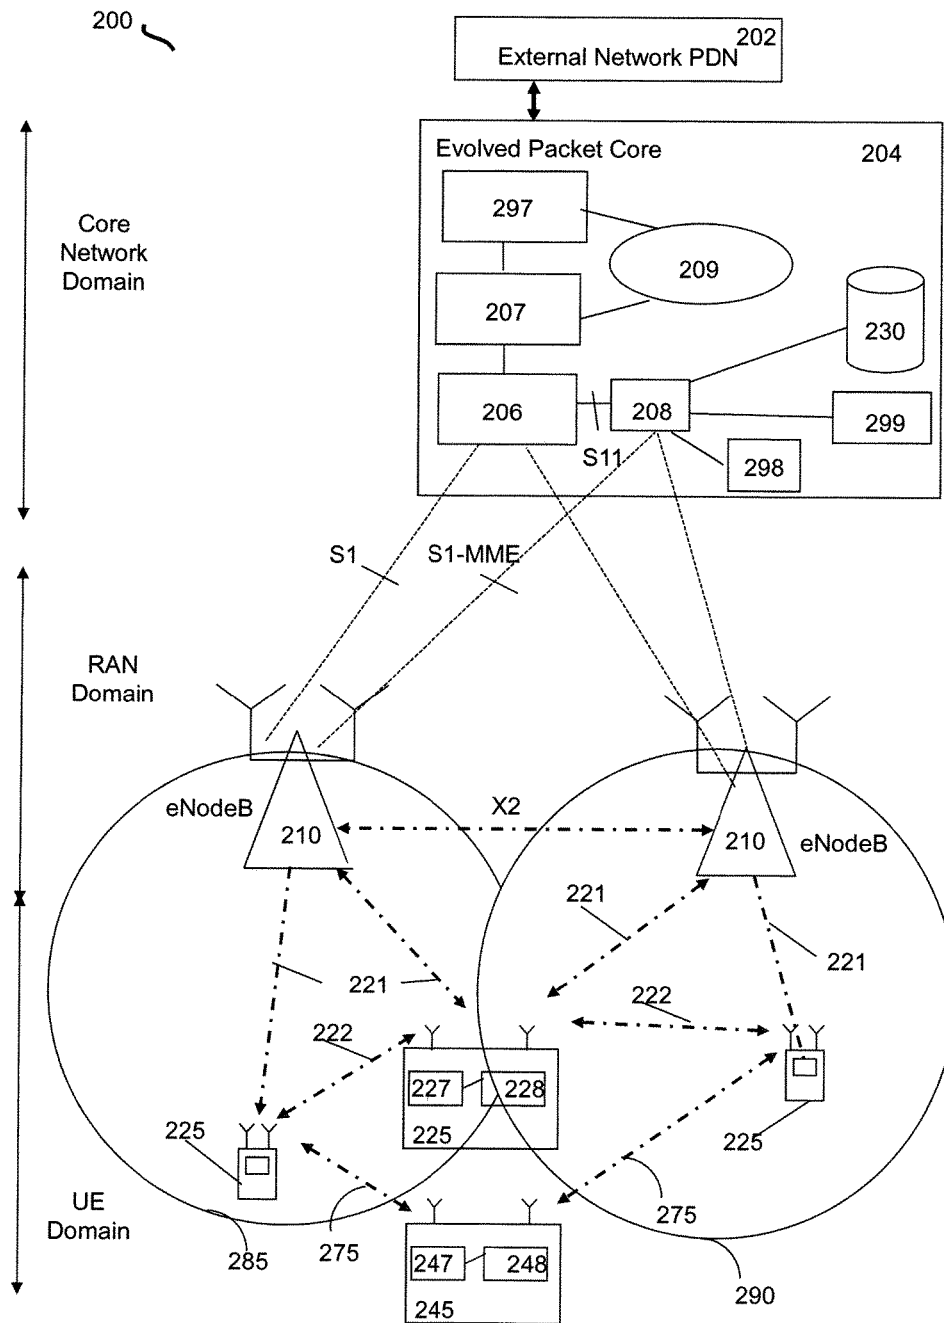 200
202
External Network PDN
Evolved Packet Core
204
297
209
207
230
206
208
299
S11
298
Core
Network
Domain
S1
S1-MME
RAN
Domain
eNodeB
210
X2
210
eNodeB
221
221
221
222
222
227
228
225
225
225
UE
Domain
285
275
275
247
248
245
290